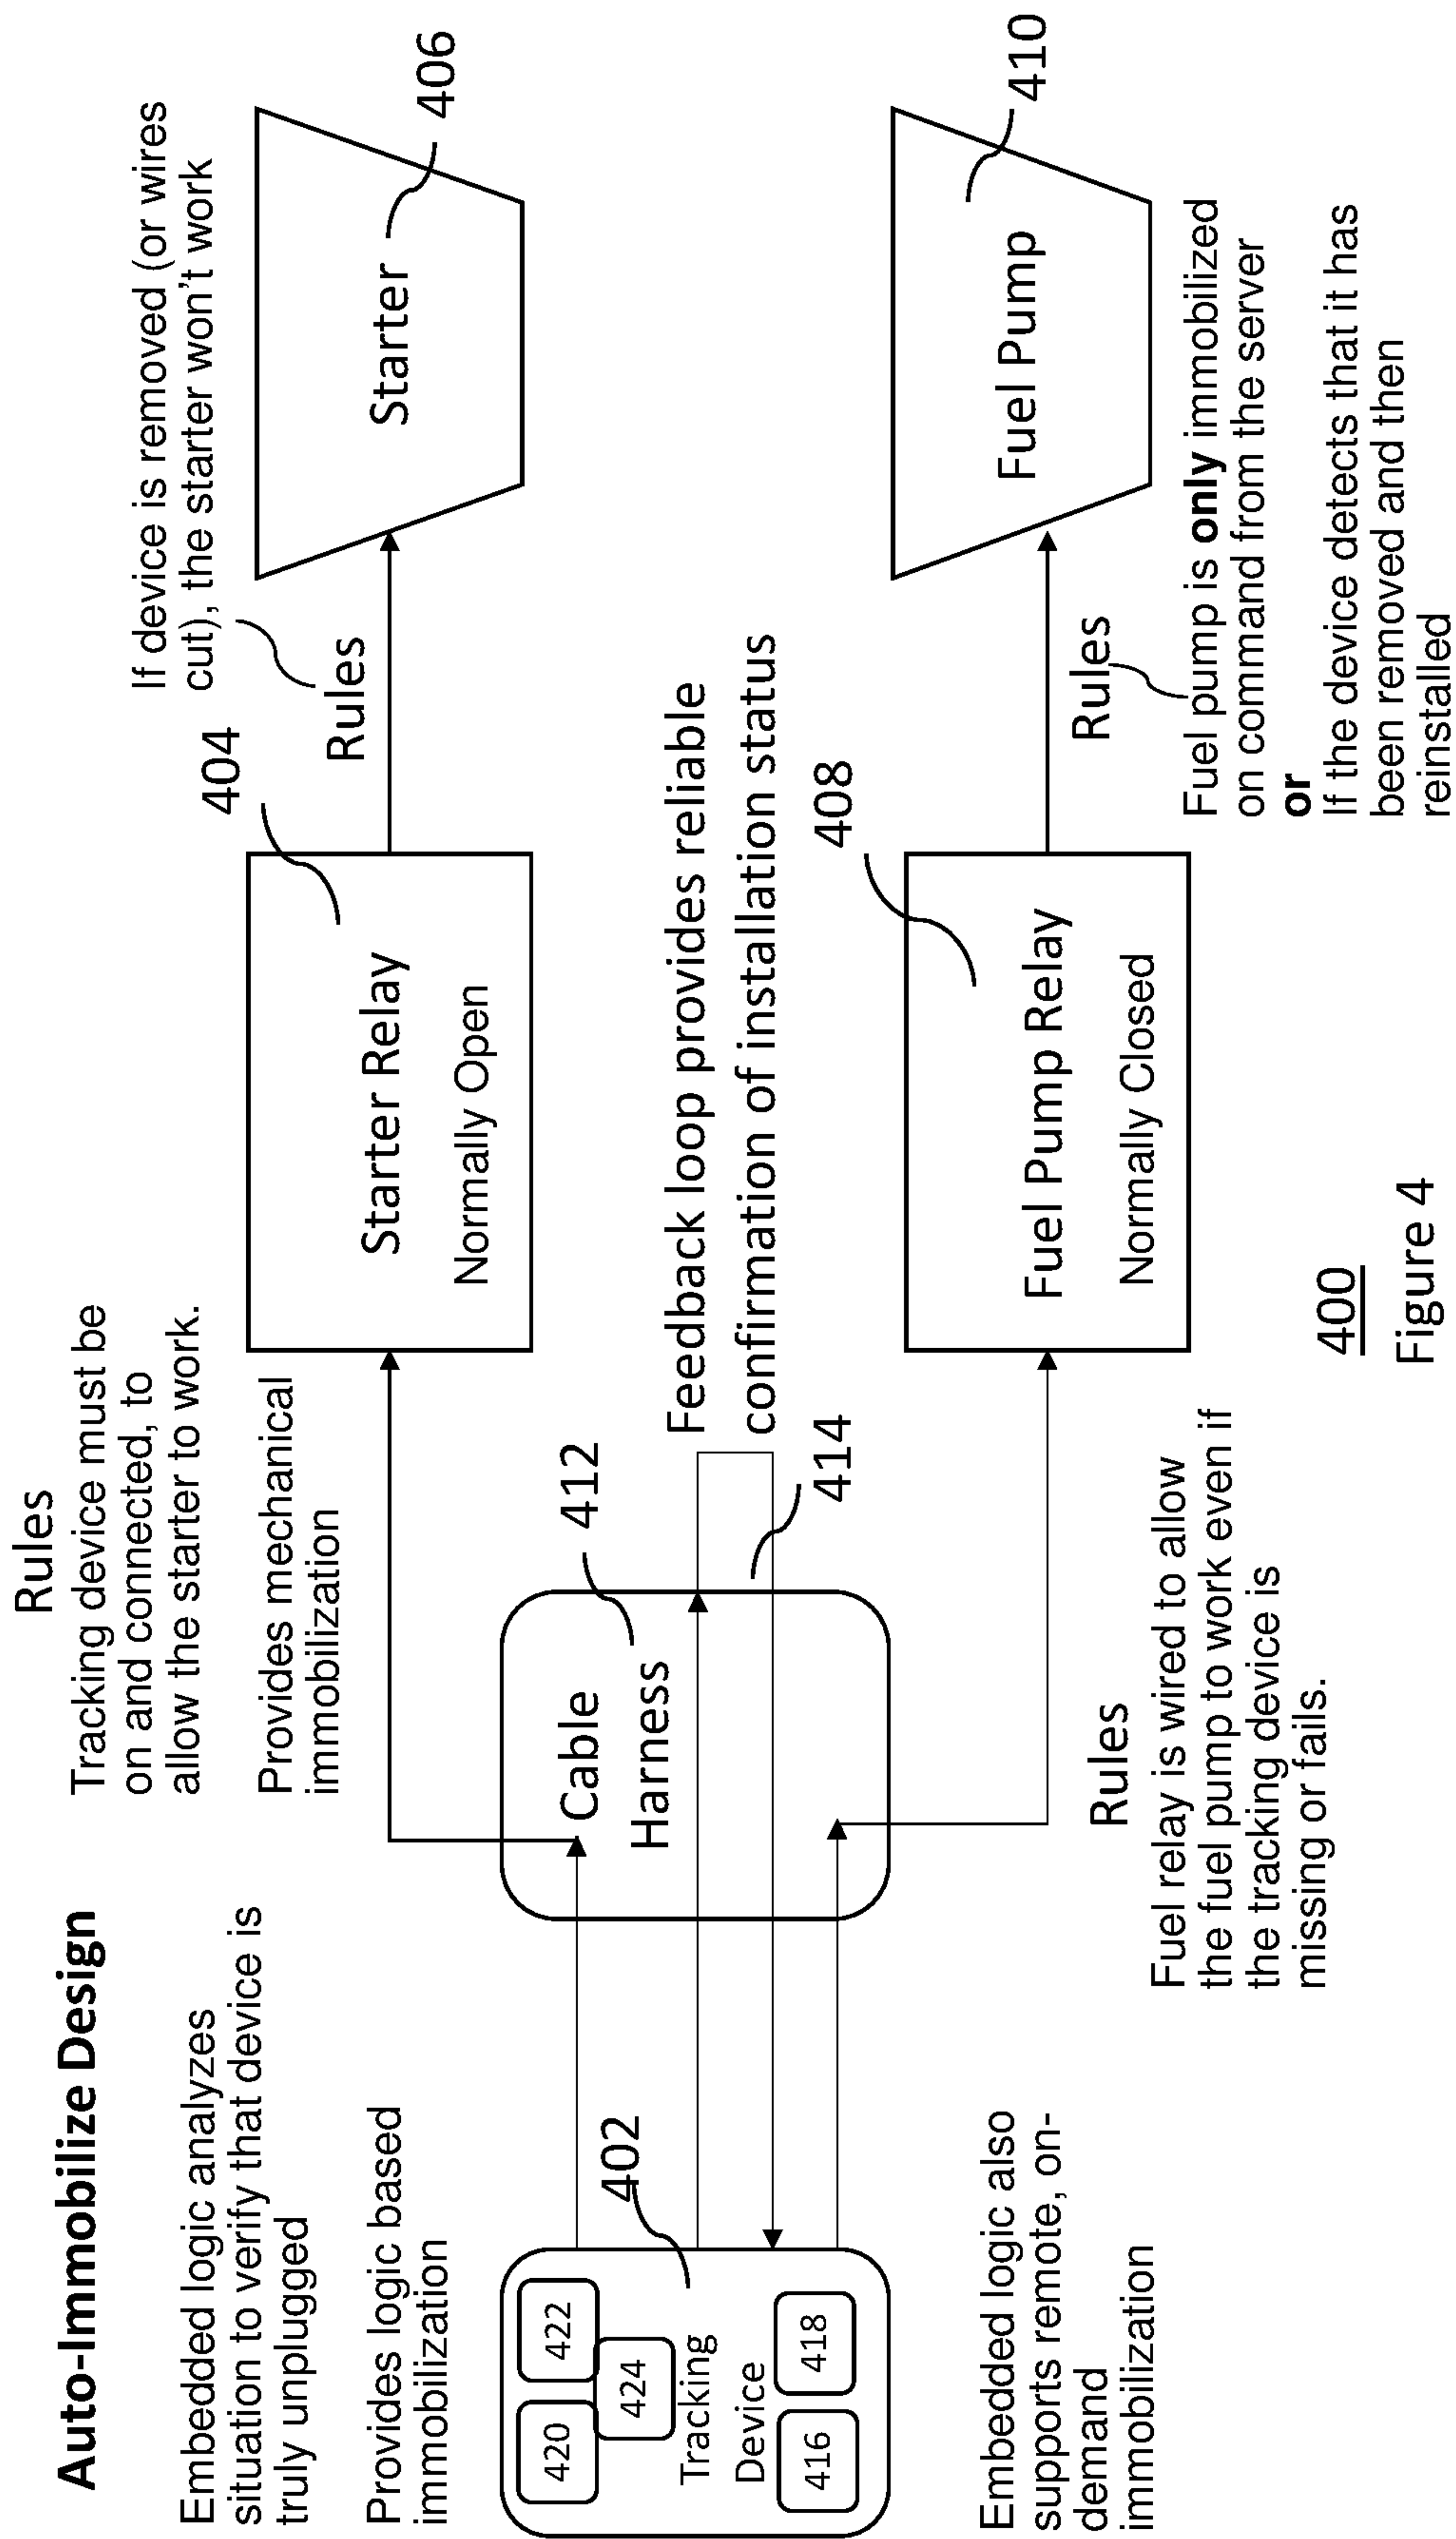 Auto-Immobilize Design
Embedded logic analyzes
situation to verify that device is
truly unplugged
Provides logic based
immobilization
Rules
Tracking device must be
on and connected, to
allow the starter to work.
Provides mechanical
immobilization
If device is removed (or wires
cut), the starter won't work
Rules
404
Starter Relay
Normally Open
Starter
406
402
420
422
424
Tracking
Device
416
418
Cable
Harness
412
414
Feedback loop provides reliable
confirmation of installation status
408
Fuel Pump Relay
Normally Closed
Fuel Pump
410
Rules
Fuel pump is only immobilized
on command from the server
or
If the device detects that it has
been removed and then
reinstalled
Embedded logic also
supports remote, on-
demand
immobilization
Rules
Fuel relay is wired to allow
the fuel pump to work even if
the tracking device is
missing or fails.
400
Figure 4